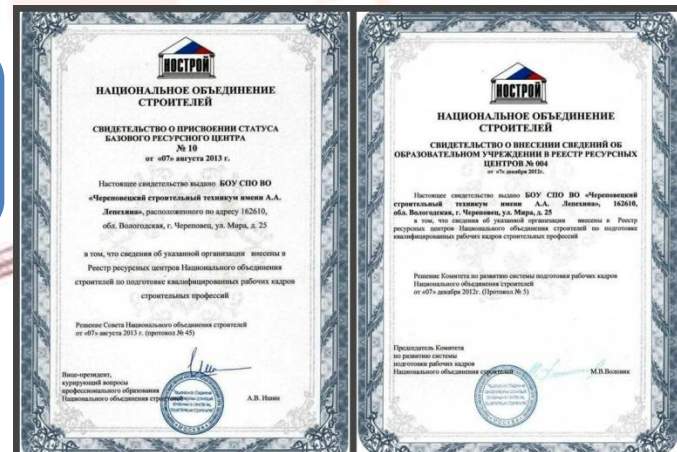 НОСТРОЙ
НАЦИОНАЛЬНОЕ ОБЪЕДИНЕНИЕ
СТРОИТЕЛЕЙ
СВИДЕТЕЛЬСТВО О ПРИСВОЕНИИ СТАТУСА
БАЗОВОГО РЕСУРСНОГО ЦЕНТРА
№ 10
от «07» августа 2013 г.
Настоящее свидетельство выдано БОУ СПО ВО
«Череповецкий строительный техникум имени А.А.
Лепехина», расположенного по адресу 162610,
обл. Вологодская, г. Череповец, ул. Мира, д. 25
в том, что сведения об указанной организации внесены в
Реестр ресурсных центров Национального объединения
строителей по подготовке квалифицированных рабочих кадров
строительных профессий
Решение Совета Национального объединения строителей
от «07» августа 2013 г. (протокол № 45)
Вице-президент,
курирующий вопросы
профессионального образования
Национального объединения строителей
А.В. Ишин
НОСТРОЙ
НАЦИОНАЛЬНОЕ ОБЪЕДИНЕНИЕ
СТРОИТЕЛЕЙ
СВИДЕТЕЛЬСТВО О ВНЕСЕНИИ СВЕДЕНИЙ ОБ
ОБРАЗОВАТЕЛЬНОМ УЧРЕЖДЕНИИ В РЕЕСТР РЕСУРСНЫХ
ЦЕНТРОВ № 004
от «7» декабря 2012г.
Настоящее свидетельство выдано БОУ СПО ВО «Череповецкий
строительный техникум имени А.А. Лепехина», 162610,
обл. Вологодская, г. Череповец, ул. Мира, д. 25
в том, что сведения об указанной организации внесены в Реестр
ресурсных центров Национального объединения строителей по подготовке
квалифицированных рабочих кадров строительных профессий
Решение Комитета по развитию системы подготовки рабочих кадров
Национального объединения строителей
от «07» декабря 2012г. (Протокол № 5)
Председатель Комитета
по развитию системы
подготовки рабочих кадров
Национального объединения строителей
М.В.Воловик